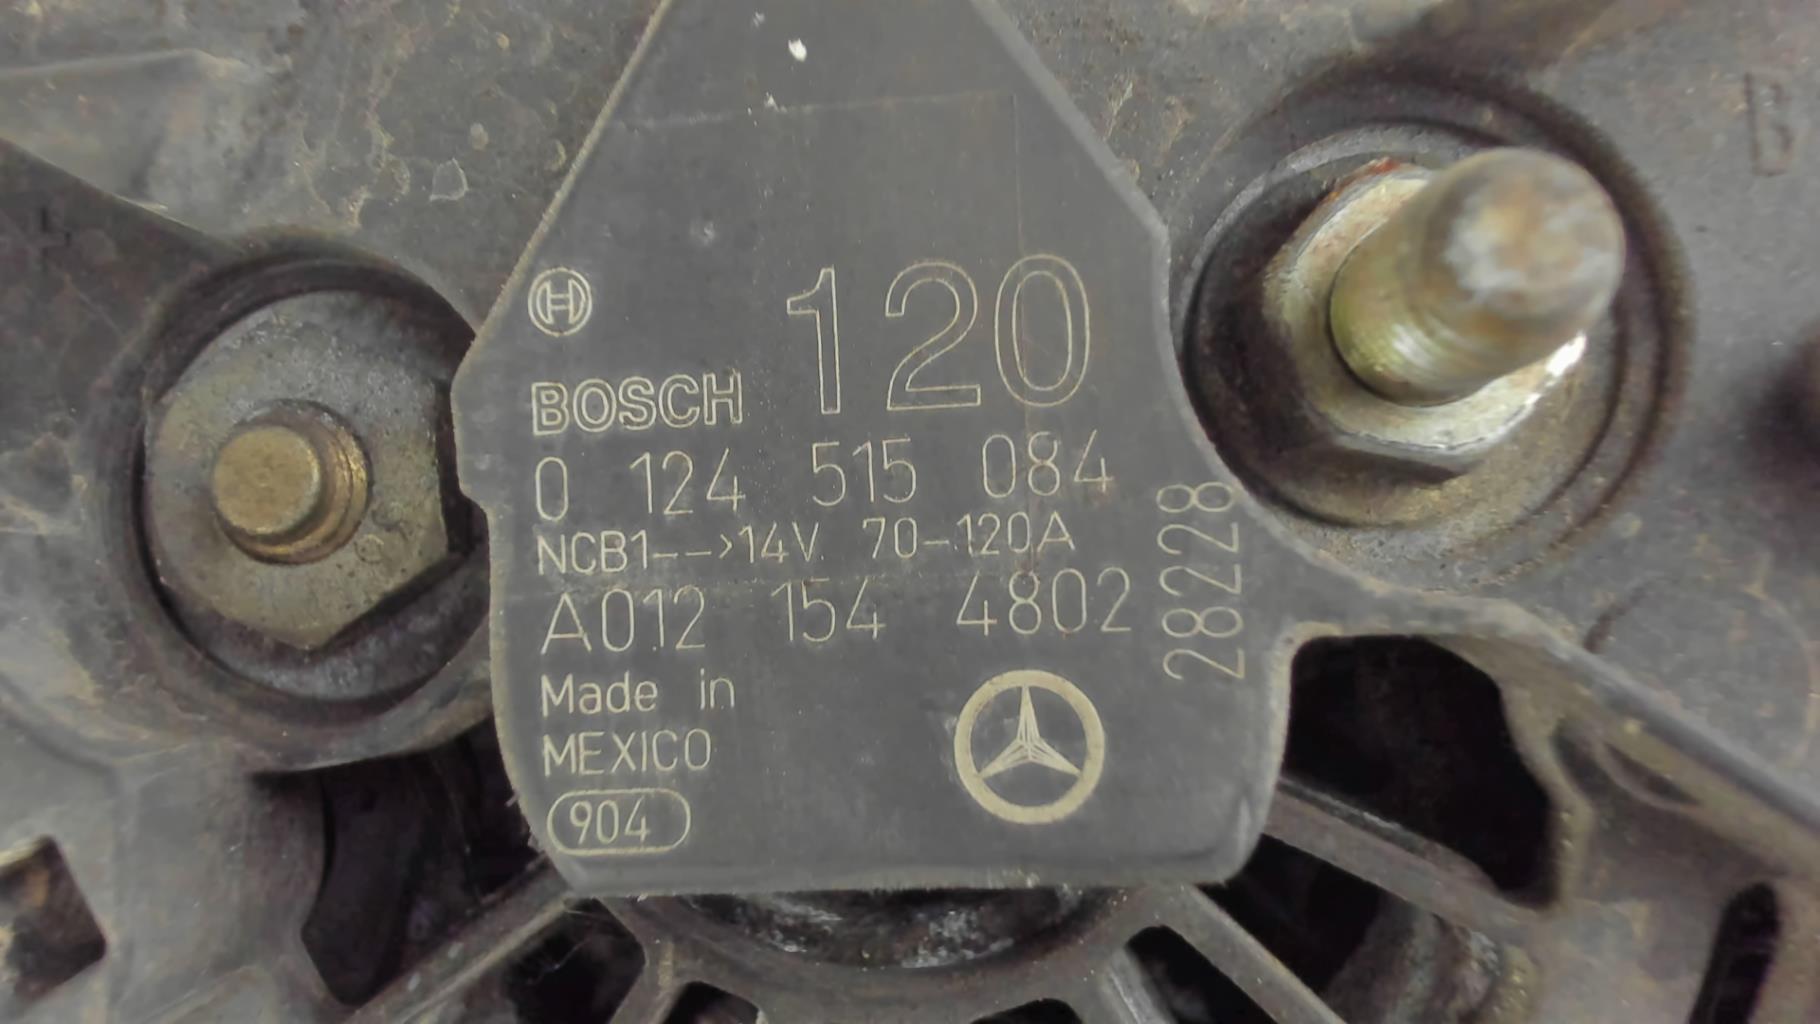 120
BOSCH
0 124 515 084
NCB1-->14V 70-120A
A012 154 4802
28228
Made in
MEXICO
904
B